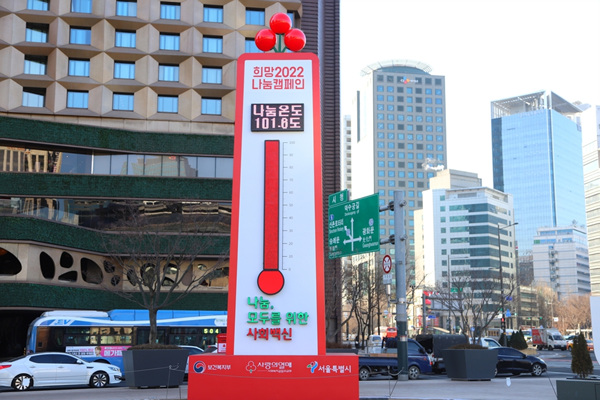 희망2022
나눔캠페인
나눔온도
101.6도
나눔,
모두를 위한
사회백신
보건복지부
사랑의열매
서울특별시